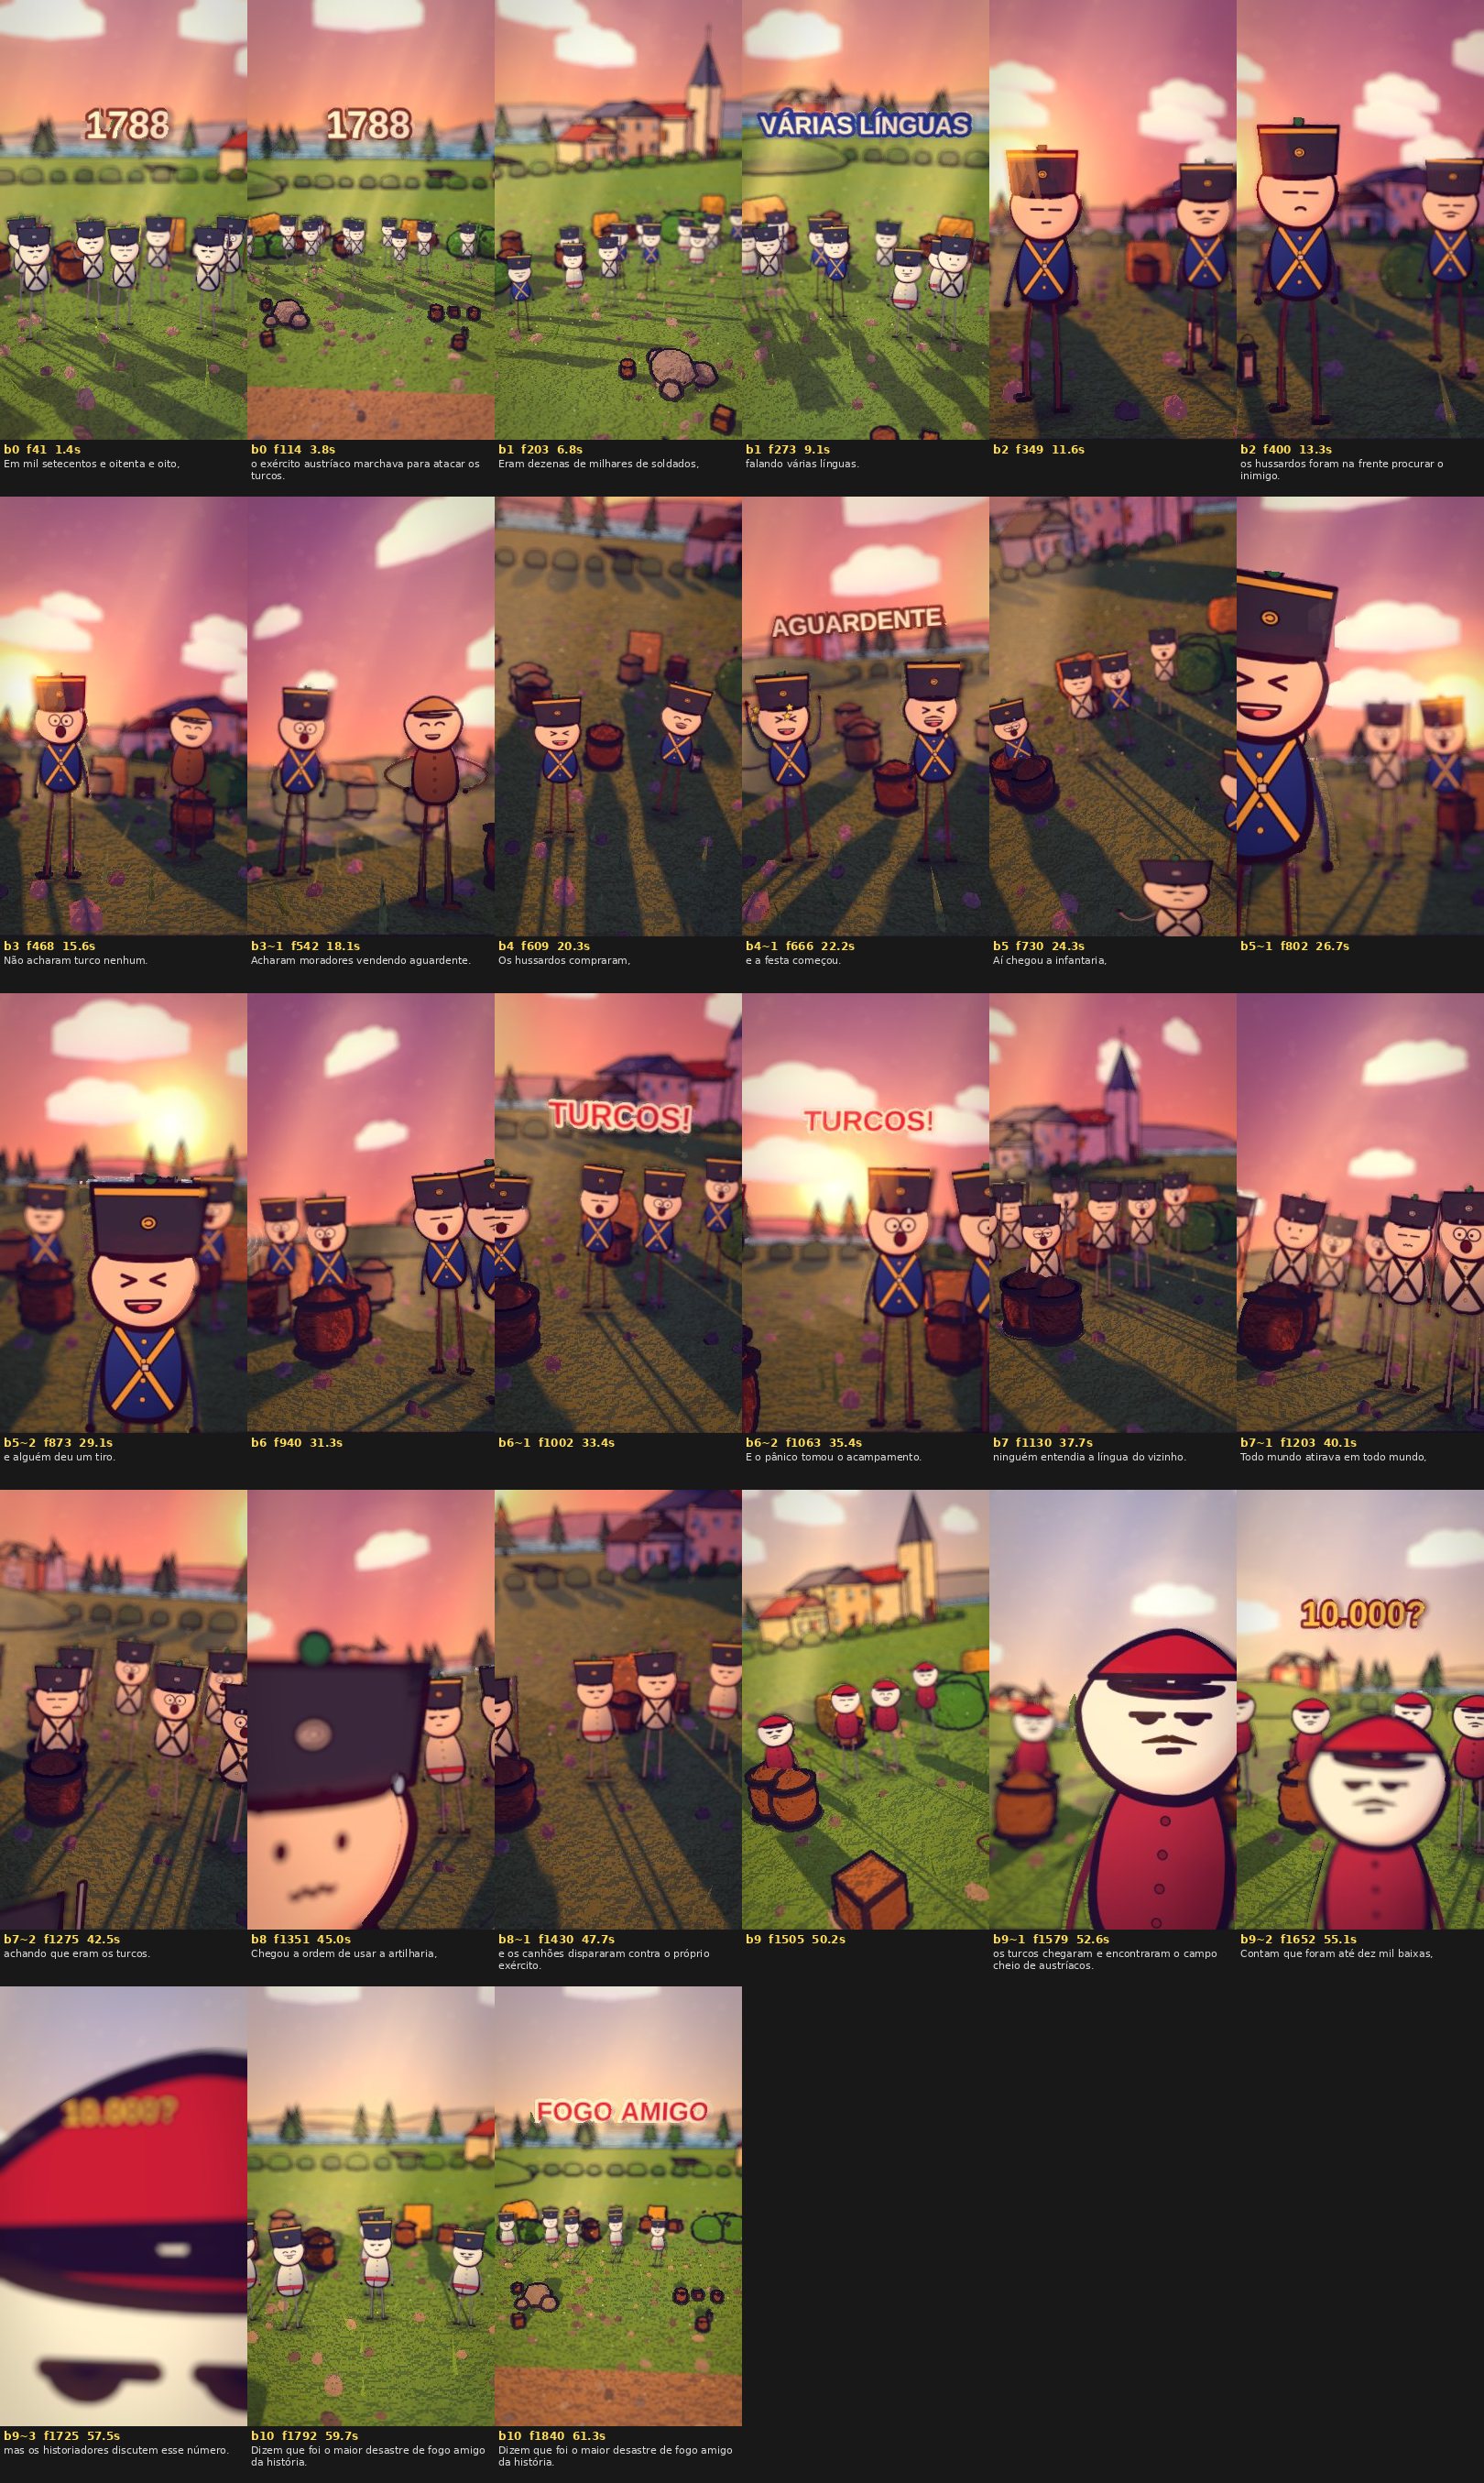 1788
1788
VÁRIAS LÍNGUAS
b0 f41 1.4s
Em mil setecentos e oitenta e oito,
b0 f114 3.8s
o exército austríaco marchava para atacar os
turcos.
b1 f203 6.8s
Eram dezenas de milhares de soldados,
b1 f273 9.1s
falando várias línguas.
b2 f349 11.6s
b2 f400 13.3s
os hussardos foram na frente procurar o
inimigo.
AGUARDENTE
b3 f468 15.6s
Não acharam turco nenhum.
b3~1 f542 18.1s
Acharam moradores vendendo aguardente.
b4 f609 20.3s
Os hussardos compraram,
b4~1 f666 22.2s
e a festa começou.
b5 f730 24.3s
Aí chegou a infantaria,
b5~1 f802 26.7s
TURCOS!
TURCOS!
b5~2 f873 29.1s
e alguém deu um tiro.
b6 f940 31.3s
b6~1 f1002 33.4s
b6~2 f1063 35.4s
E o pânico tomou o acampamento.
b7 f1130 37.7s
ninguém entendia a língua do vizinho.
b7~1 f1203 40.1s
Todo mundo atirava em todo mundo,
10.000?
b7~2 f1275 42.5s
achando que eram os turcos.
b8 f1351 45.0s
Chegou a ordem de usar a artilharia,
b8~1 f1430 47.7s
e os canhões dispararam contra o próprio
exército.
b9 f1505 50.2s
b9~1 f1579 52.6s
os turcos chegaram e encontraram o campo
cheio de austríacos.
b9~2 f1652 55.1s
Contam que foram até dez mil baixas,
10.000?
FOGO AMIGO
b9~3 f1725 57.5s
mas os historiadores discutem esse número.
b10 f1792 59.7s
Dizem que foi o maior desastre de fogo amigo
da história.
b10 f1840 61.3s
Dizem que foi o maior desastre de fogo amigo
da história.